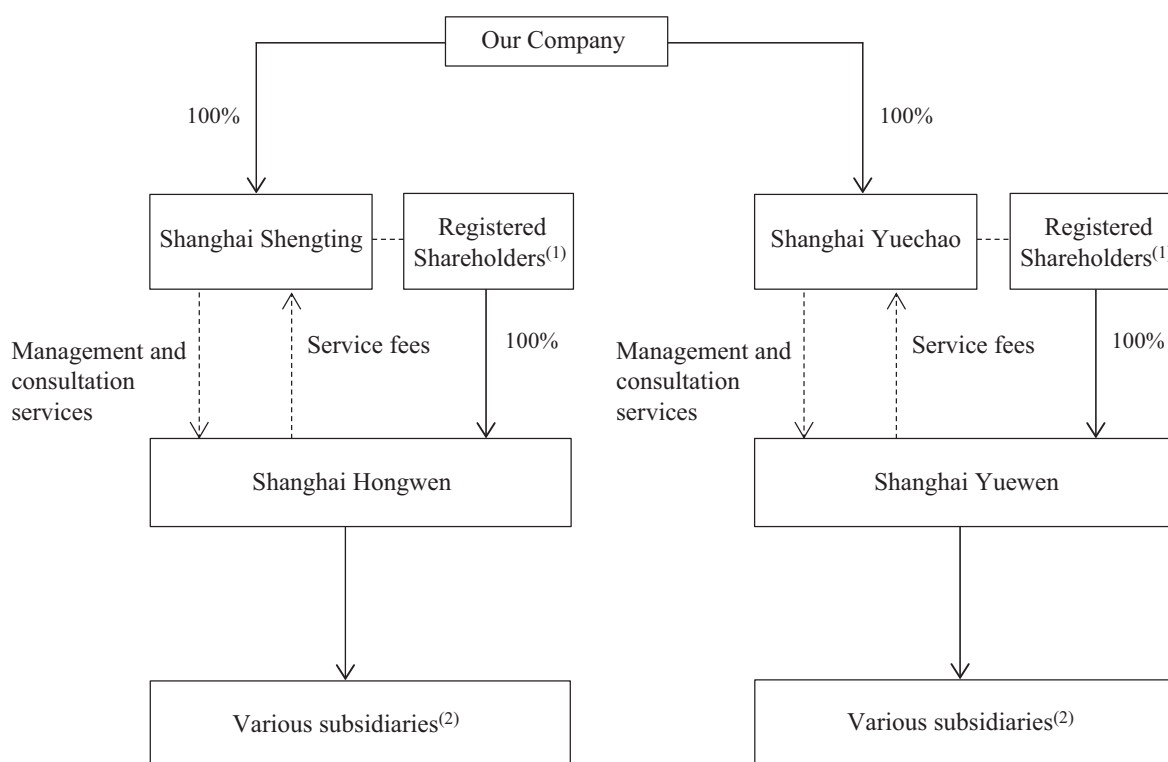 Our Company
100%
100%
Shanghai Shengting
Registered
Shareholders(1)
Shanghai Yuechao
Registered
Shareholders(1)
Management and
consultation
services
Service fees
100%
Management and
consultation
services
Service fees
100%
Shanghai Hongwen
Shanghai Yuewen
Various subsidiaries(2)
Various subsidiaries(2)